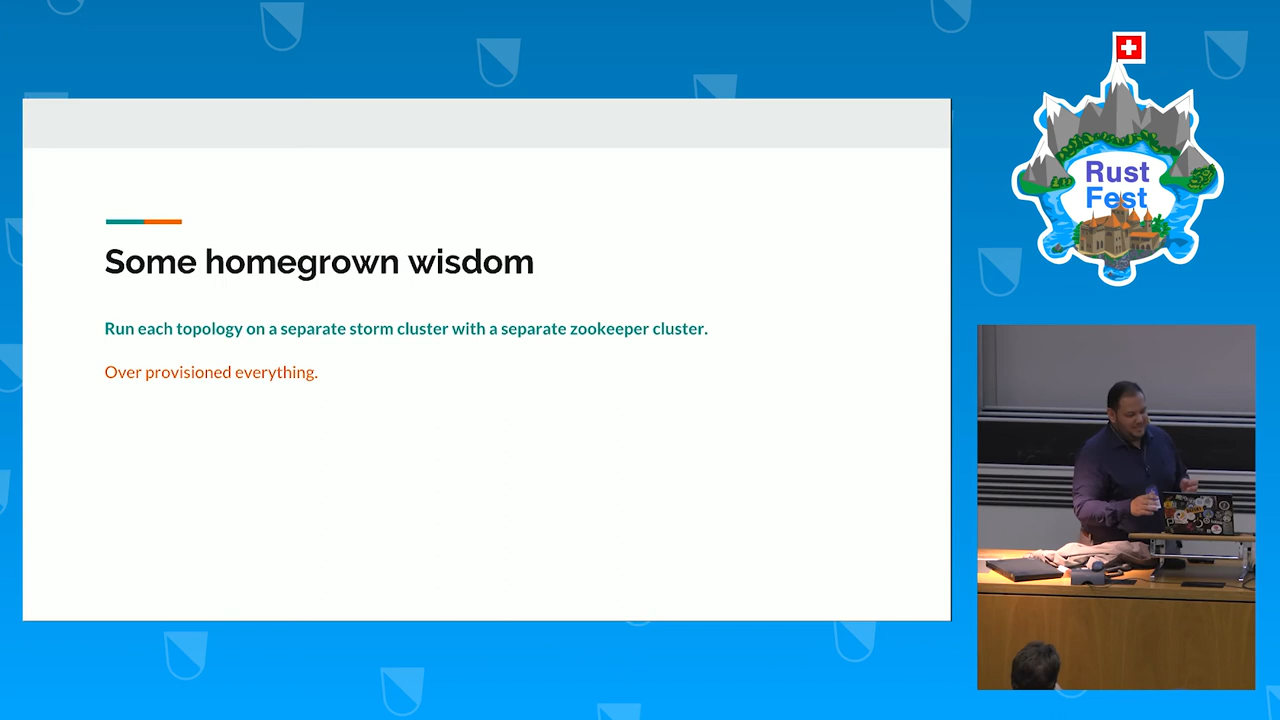 Some homegrown wisdom
Run each topology on a separate storm cluster with a separate zookeeper cluster.
Over provisioned everything.
Rust
Fest